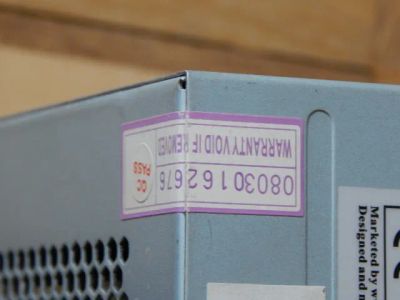 WARRANTY VOID IF REMOVED
08030162676
QC
PASS
Marketed by w
Designed and m